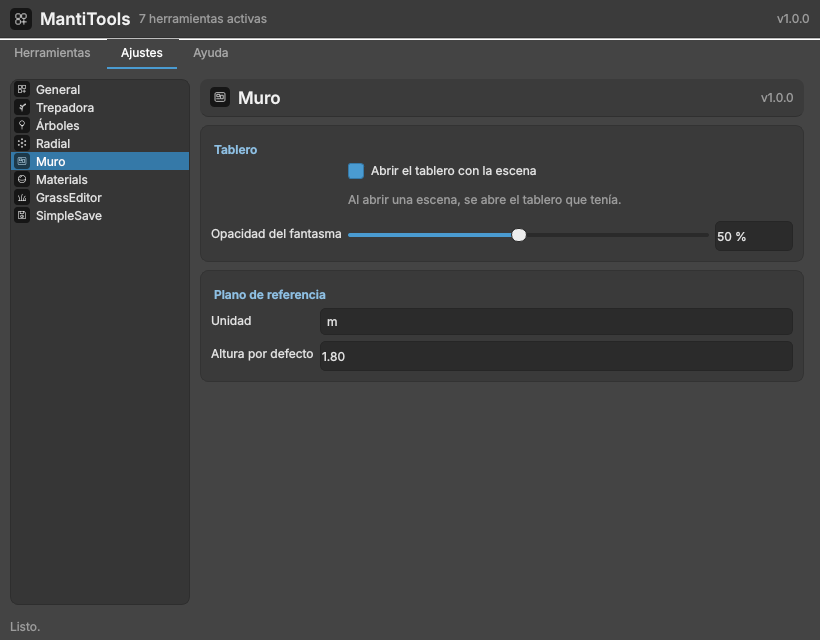 MantiTools 7 herramientas activas v1.0.0
Herramientas Ajustes Ayuda
General
Trepadora
Árboles
Radial
Muro
Materials
GrassEditor
SimpleSave
Muro v1.0.0
Tablero
Abrir el tablero con la escena
Al abrir una escena, se abre el tablero que tenía.
Opacidad del fantasma 50 %
Plano de referencia
Unidad m
Altura por defecto 1.80
Listo.